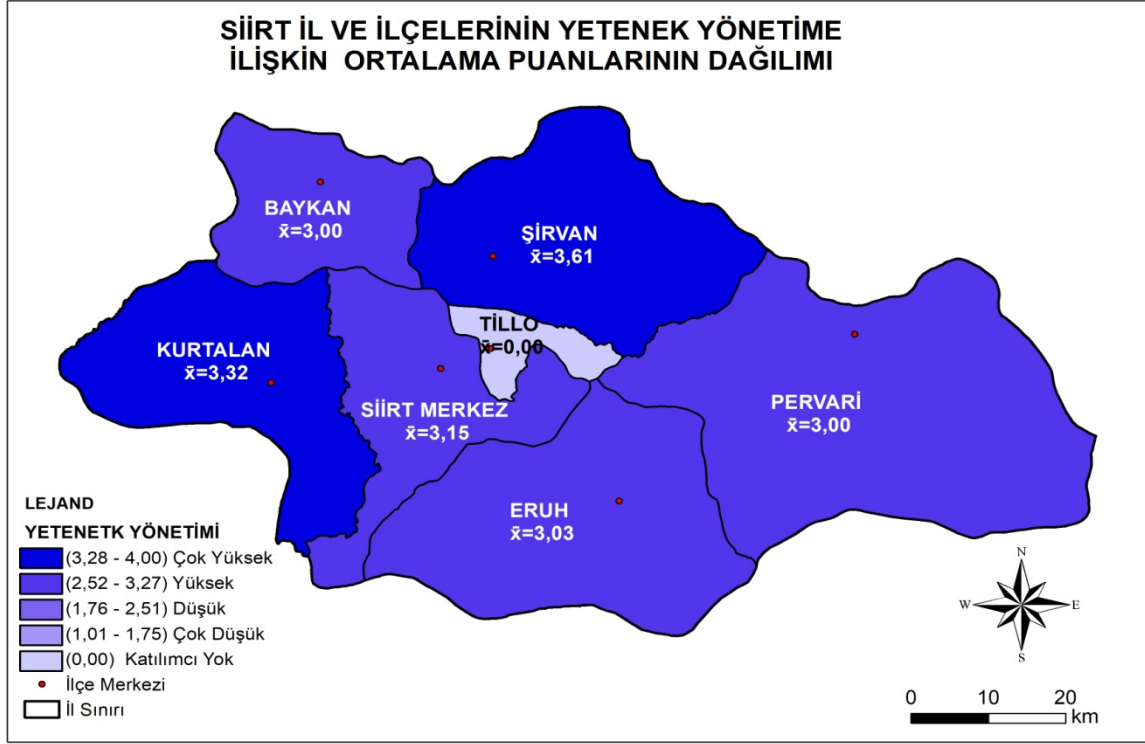 SİİRT İL VE İLÇELERİNİN YETENEK YÖNETİME
İLİŞKİN ORTALAMA PUANLARININ DAĞILIMI
BAYKAN
x̄=3,00
ŞİRVAN
x̄=3,61
TİLLO
x̄=0,00
KURTALAN
x̄=3,32
SİİRT MERKEZ
x̄=3,15
PERVARİ
x̄=3,00
ERUH
x̄=3,03
LEJAND
YETENETK YÖNETİMİ
(3,28 - 4,00) Çok Yüksek
(2,52 - 3,27) Yüksek
(1,76 - 2,51) Düşük
(1,01 - 1,75) Çok Düşük
(0,00) Katılımcı Yok
İlçe Merkezi
İl Sınırı
N
W E
S
0 10 20
km